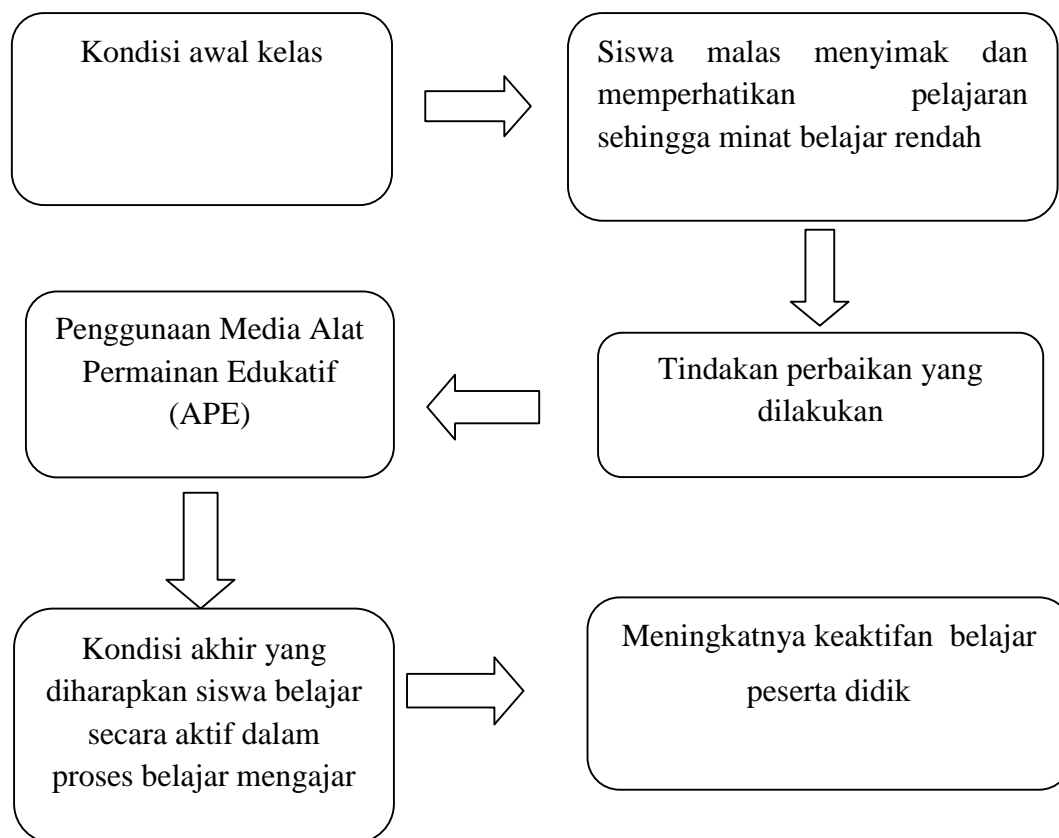 Kondisi awal kelas
Siswa malas menyimak dan
memperhatikan pelajaran
sehingga minat belajar rendah
Tindakan perbaikan yang
dilakukan
Penggunaan Media Alat
Permainan Edukatif
(APE)
Kondisi akhir yang
diharapkan siswa belajar
secara aktif dalam
proses belajar mengajar
Meningkatnya keaktifan belajar
peserta didik